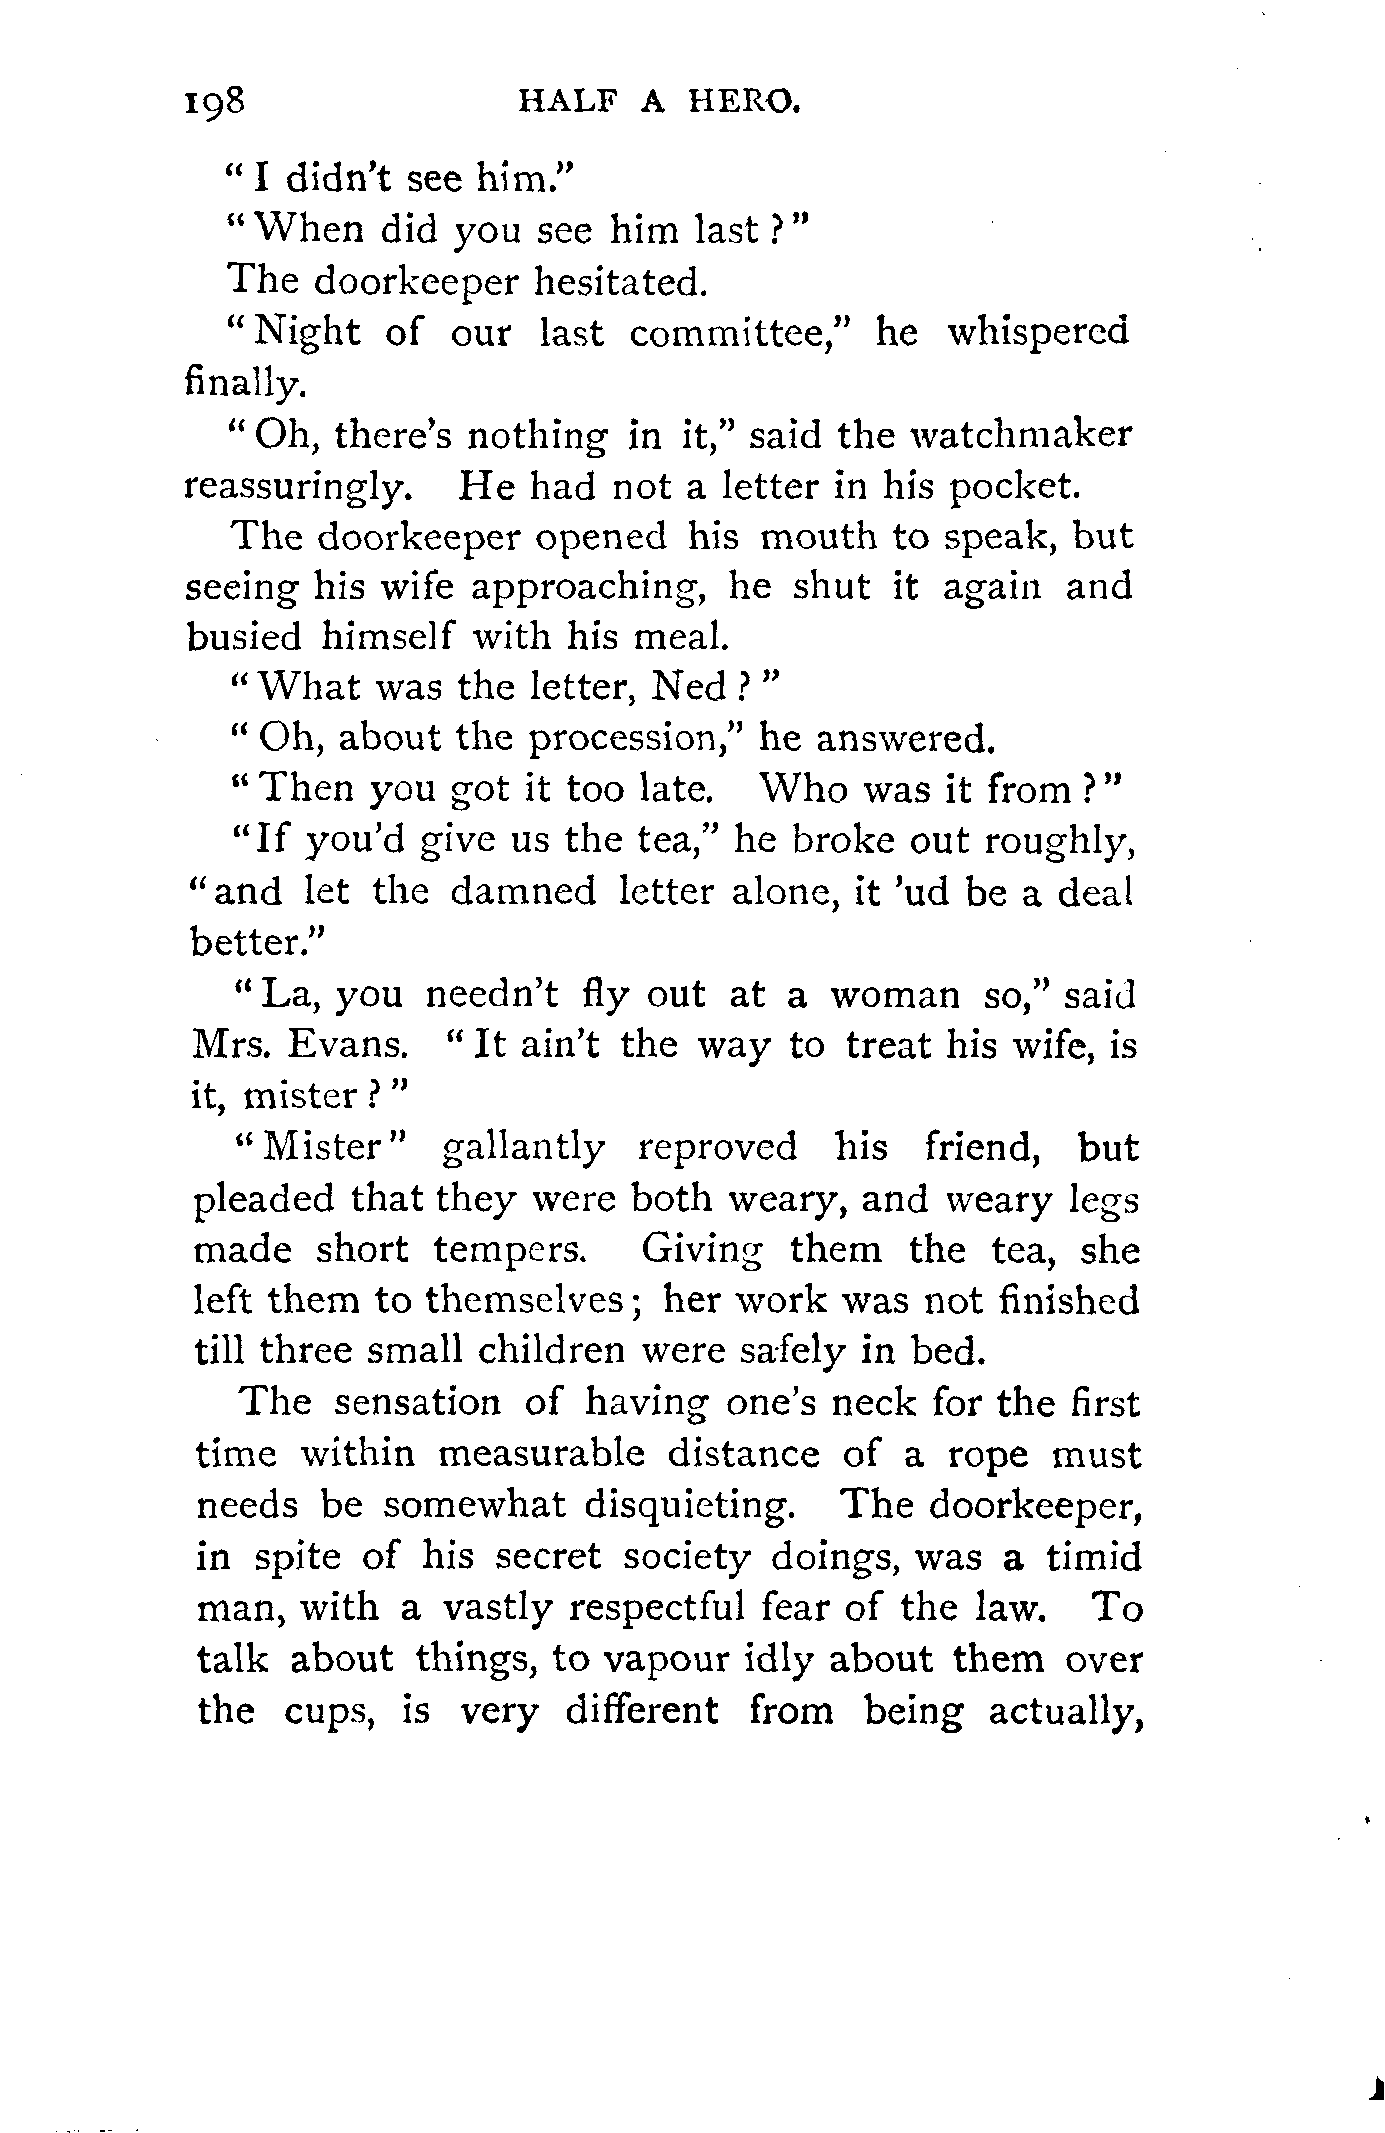 198 HALF A HERO.
“ I didn't see him.”
“ When did you see him last ? ”
The doorkeeper hesitated.
“ Night of our last committee,” he whispered
finally.
“ Oh, there's nothing in it,” said the watchmaker
reassuringly. He had not a letter in his pocket.
The doorkeeper opened his mouth to speak, but
seeing his wife approaching, he shut it again and
busied himself with his meal.
“ What was the letter, Ned ? ”
“ Oh, about the procession,” he answered.
“ Then you got it too late. Who was it from ? ”
“ If you'd give us the tea,” he broke out roughly,
“ and let the damned letter alone, it 'ud be a deal
better.”
“ La, you needn't fly out at a woman so,” said
Mrs. Evans. “ It ain't the way to treat his wife, is
it, mister ? ”
“ Mister ” gallantly reproved his friend, but
pleaded that they were both weary, and weary legs
made short tempers. Giving them the tea, she
left them to themselves ; her work was not finished
till three small children were safely in bed.
The sensation of having one's neck for the first
time within measurable distance of a rope must
needs be somewhat disquieting. The doorkeeper,
in spite of his secret society doings, was a timid
man, with a vastly respectful fear of the law. To
talk about things, to vapour idly about them over
the cups, is very different from being actually,